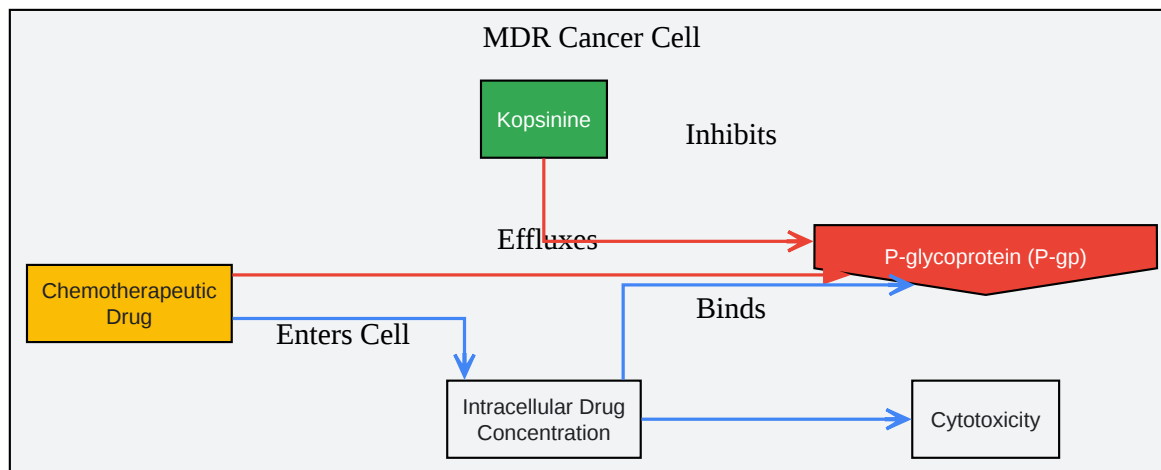 MDR Cancer Cell
Kopsinine
Inhibits
Effluxes
P-glycoprotein (P-gp)
Chemotherapeutic
Drug
Enters Cell
Binds
Intracellular Drug
Concentration
Cytotoxicity